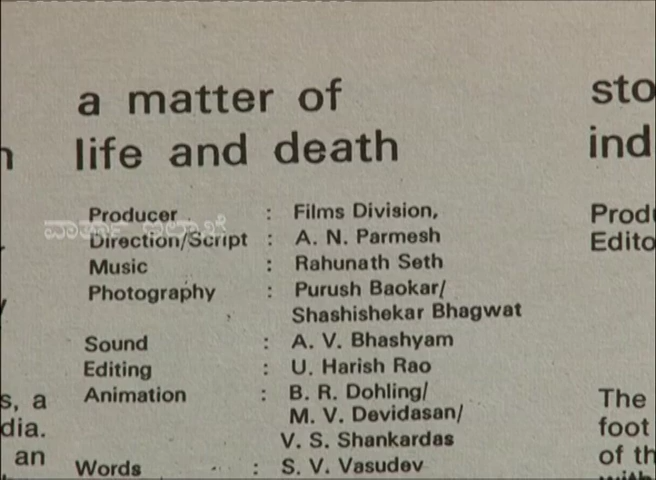 a matter of
life and death
Producer : Films Division,
Direction/Script : A. N. Parmesh
Music : Rahunath Seth
Photography : Purush Baokar/
Shashishekar Bhagwat
Sound : A. V. Bhashyam
Editing : U. Harish Rao
Animation : B. R. Dohling/
M. V. Devidasan/
V. S. Shankardas
Words : S. V. Vasudev
ವಾರ್ತಾ ಇಲಾಖೆ
s, a
dia.
an
sto
ind
Produ
Edito
The
foot
of th